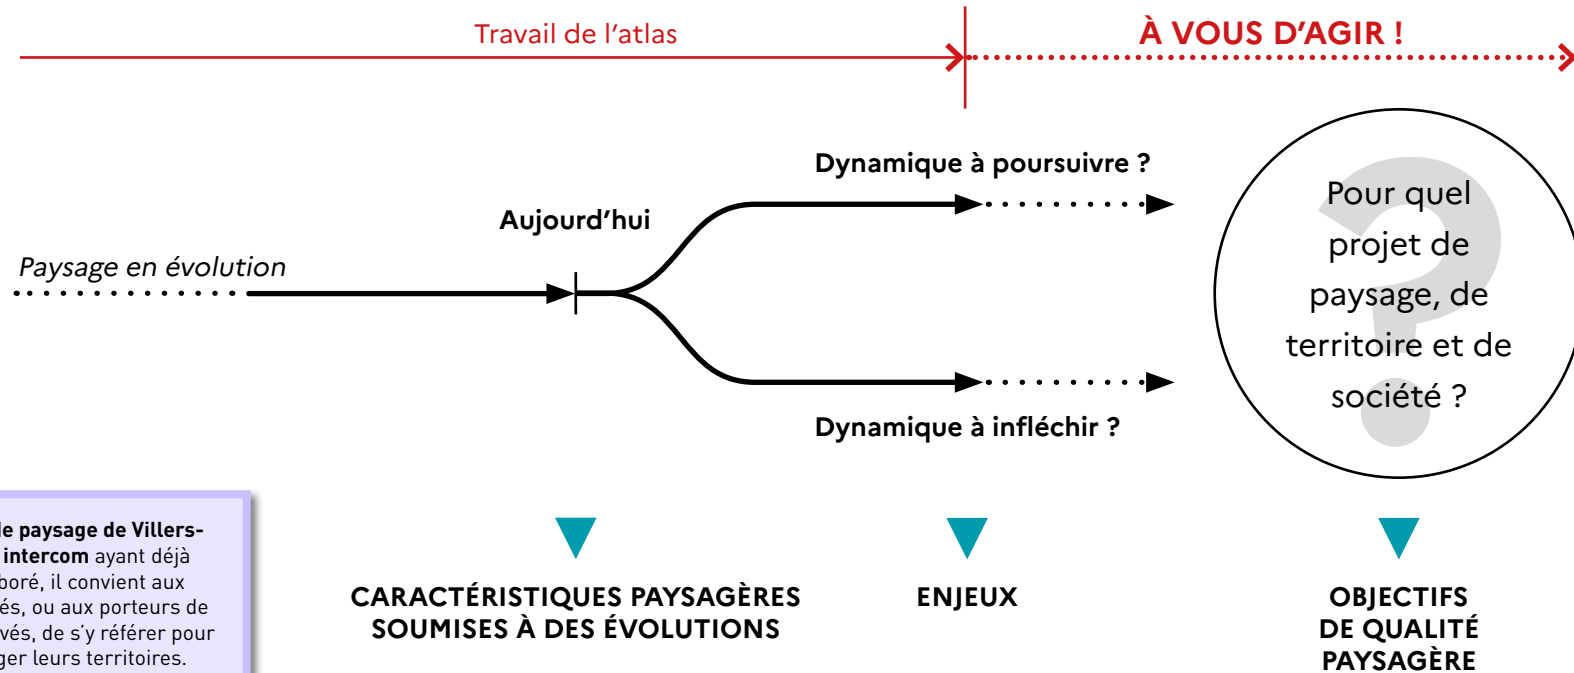 Travail de l'atlas
À VOUS D'AGIR !
Dynamique à poursuivre ?
Aujourd'hui
Paysage en évolution
Dynamique à infléchir ?
?
Pour quel
projet de
paysage, de
territoire et de
société ?
le paysage de Villers-
intercom ayant déjà
boré, il convient aux
és, ou aux porteurs de
vés, de s'y référer pour
ger leurs territoires.
CARACTÉRISTIQUES PAYSAGÈRES
SOUMISES À DES ÉVOLUTIONS
ENJEUX
OBJECTIFS
DE QUALITÉ
PAYSAGÈRE